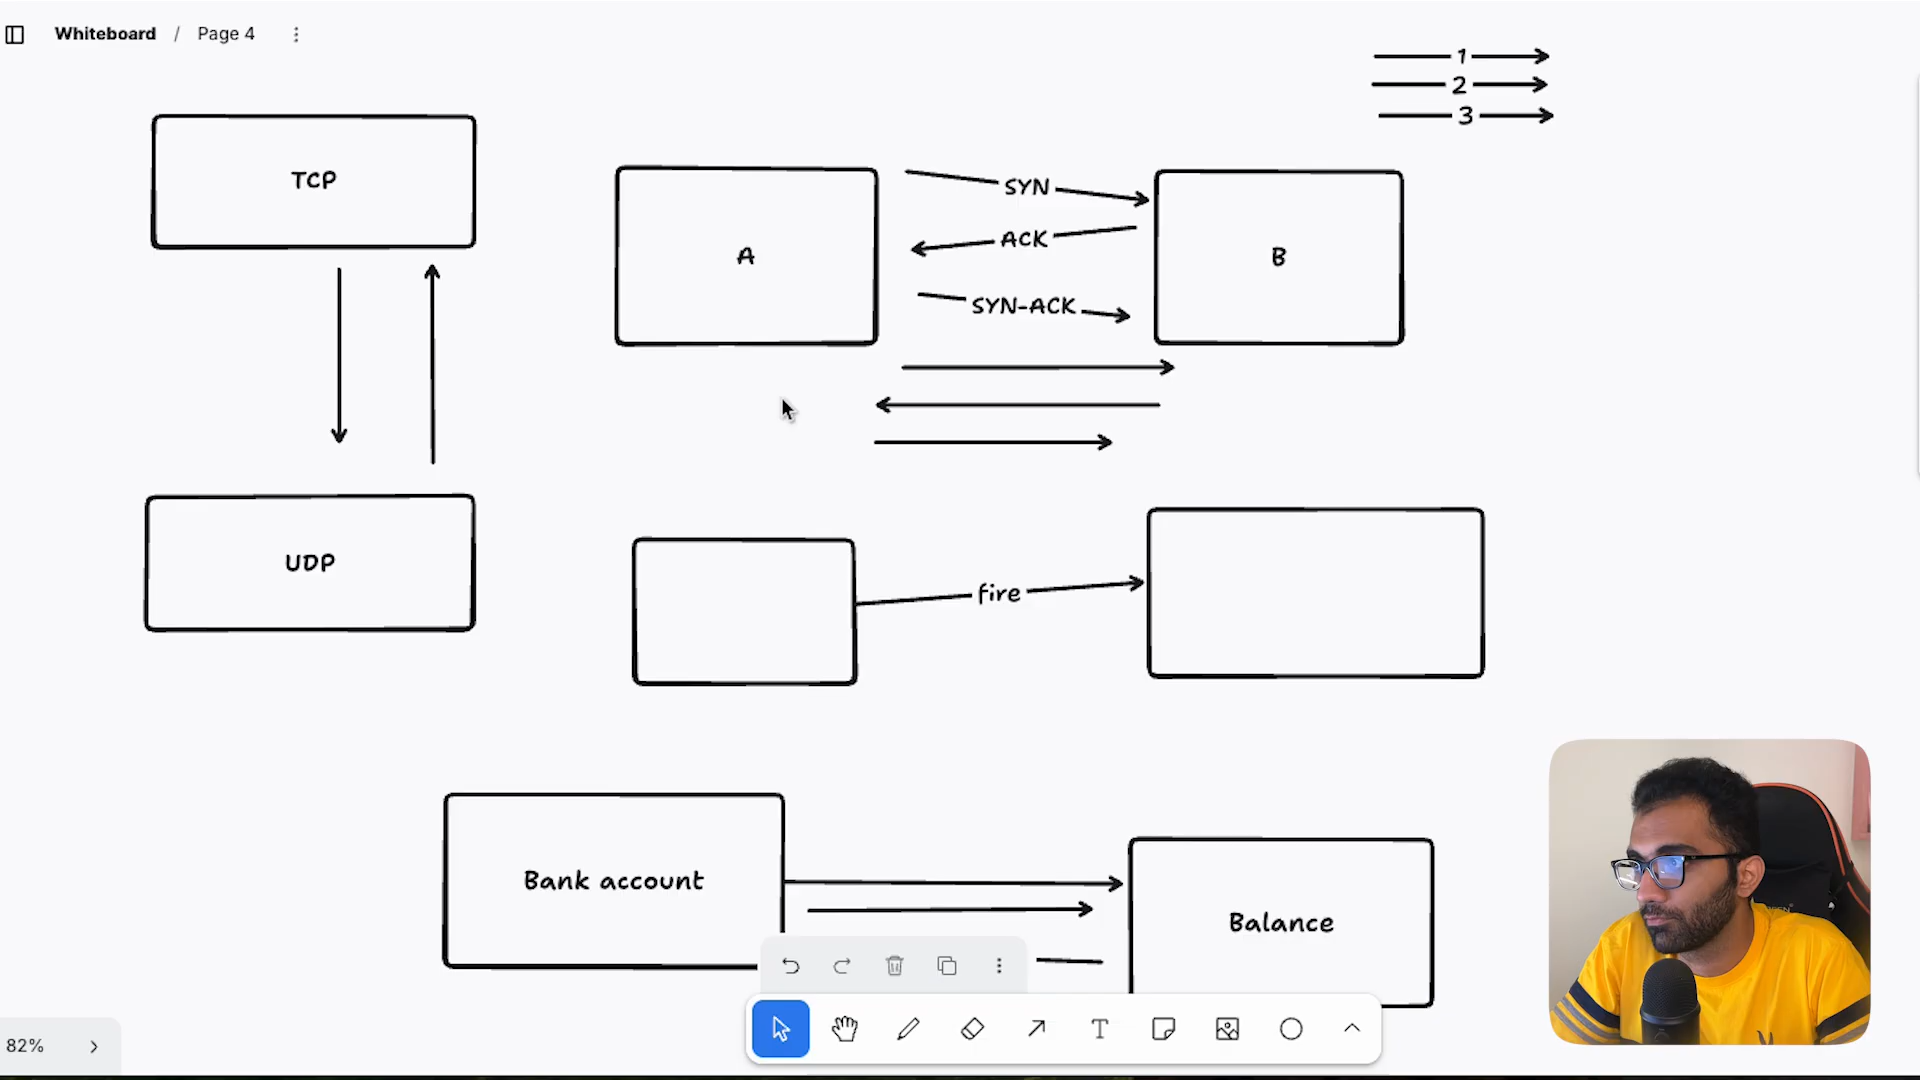 Whiteboard / Page 4
1
2
3
TCP
A
SYN
ACK
SYN-ACK
B
UDP
fire
Bank account
Balance
82%